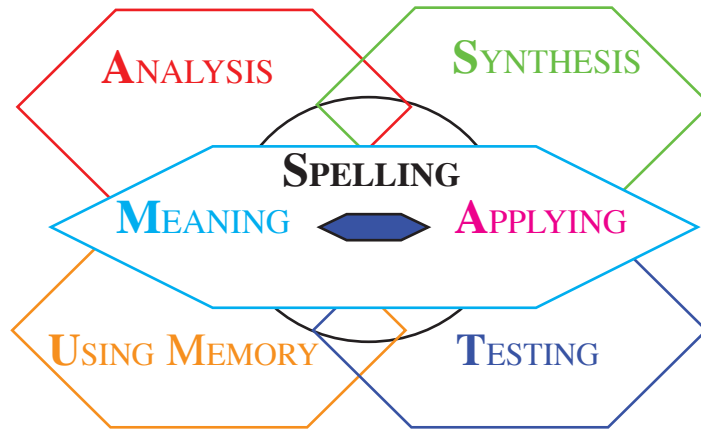 ANALYSIS
SYNTHESIS
SPELLING
MEANING
APPLYING
USING MEMORY
TESTING